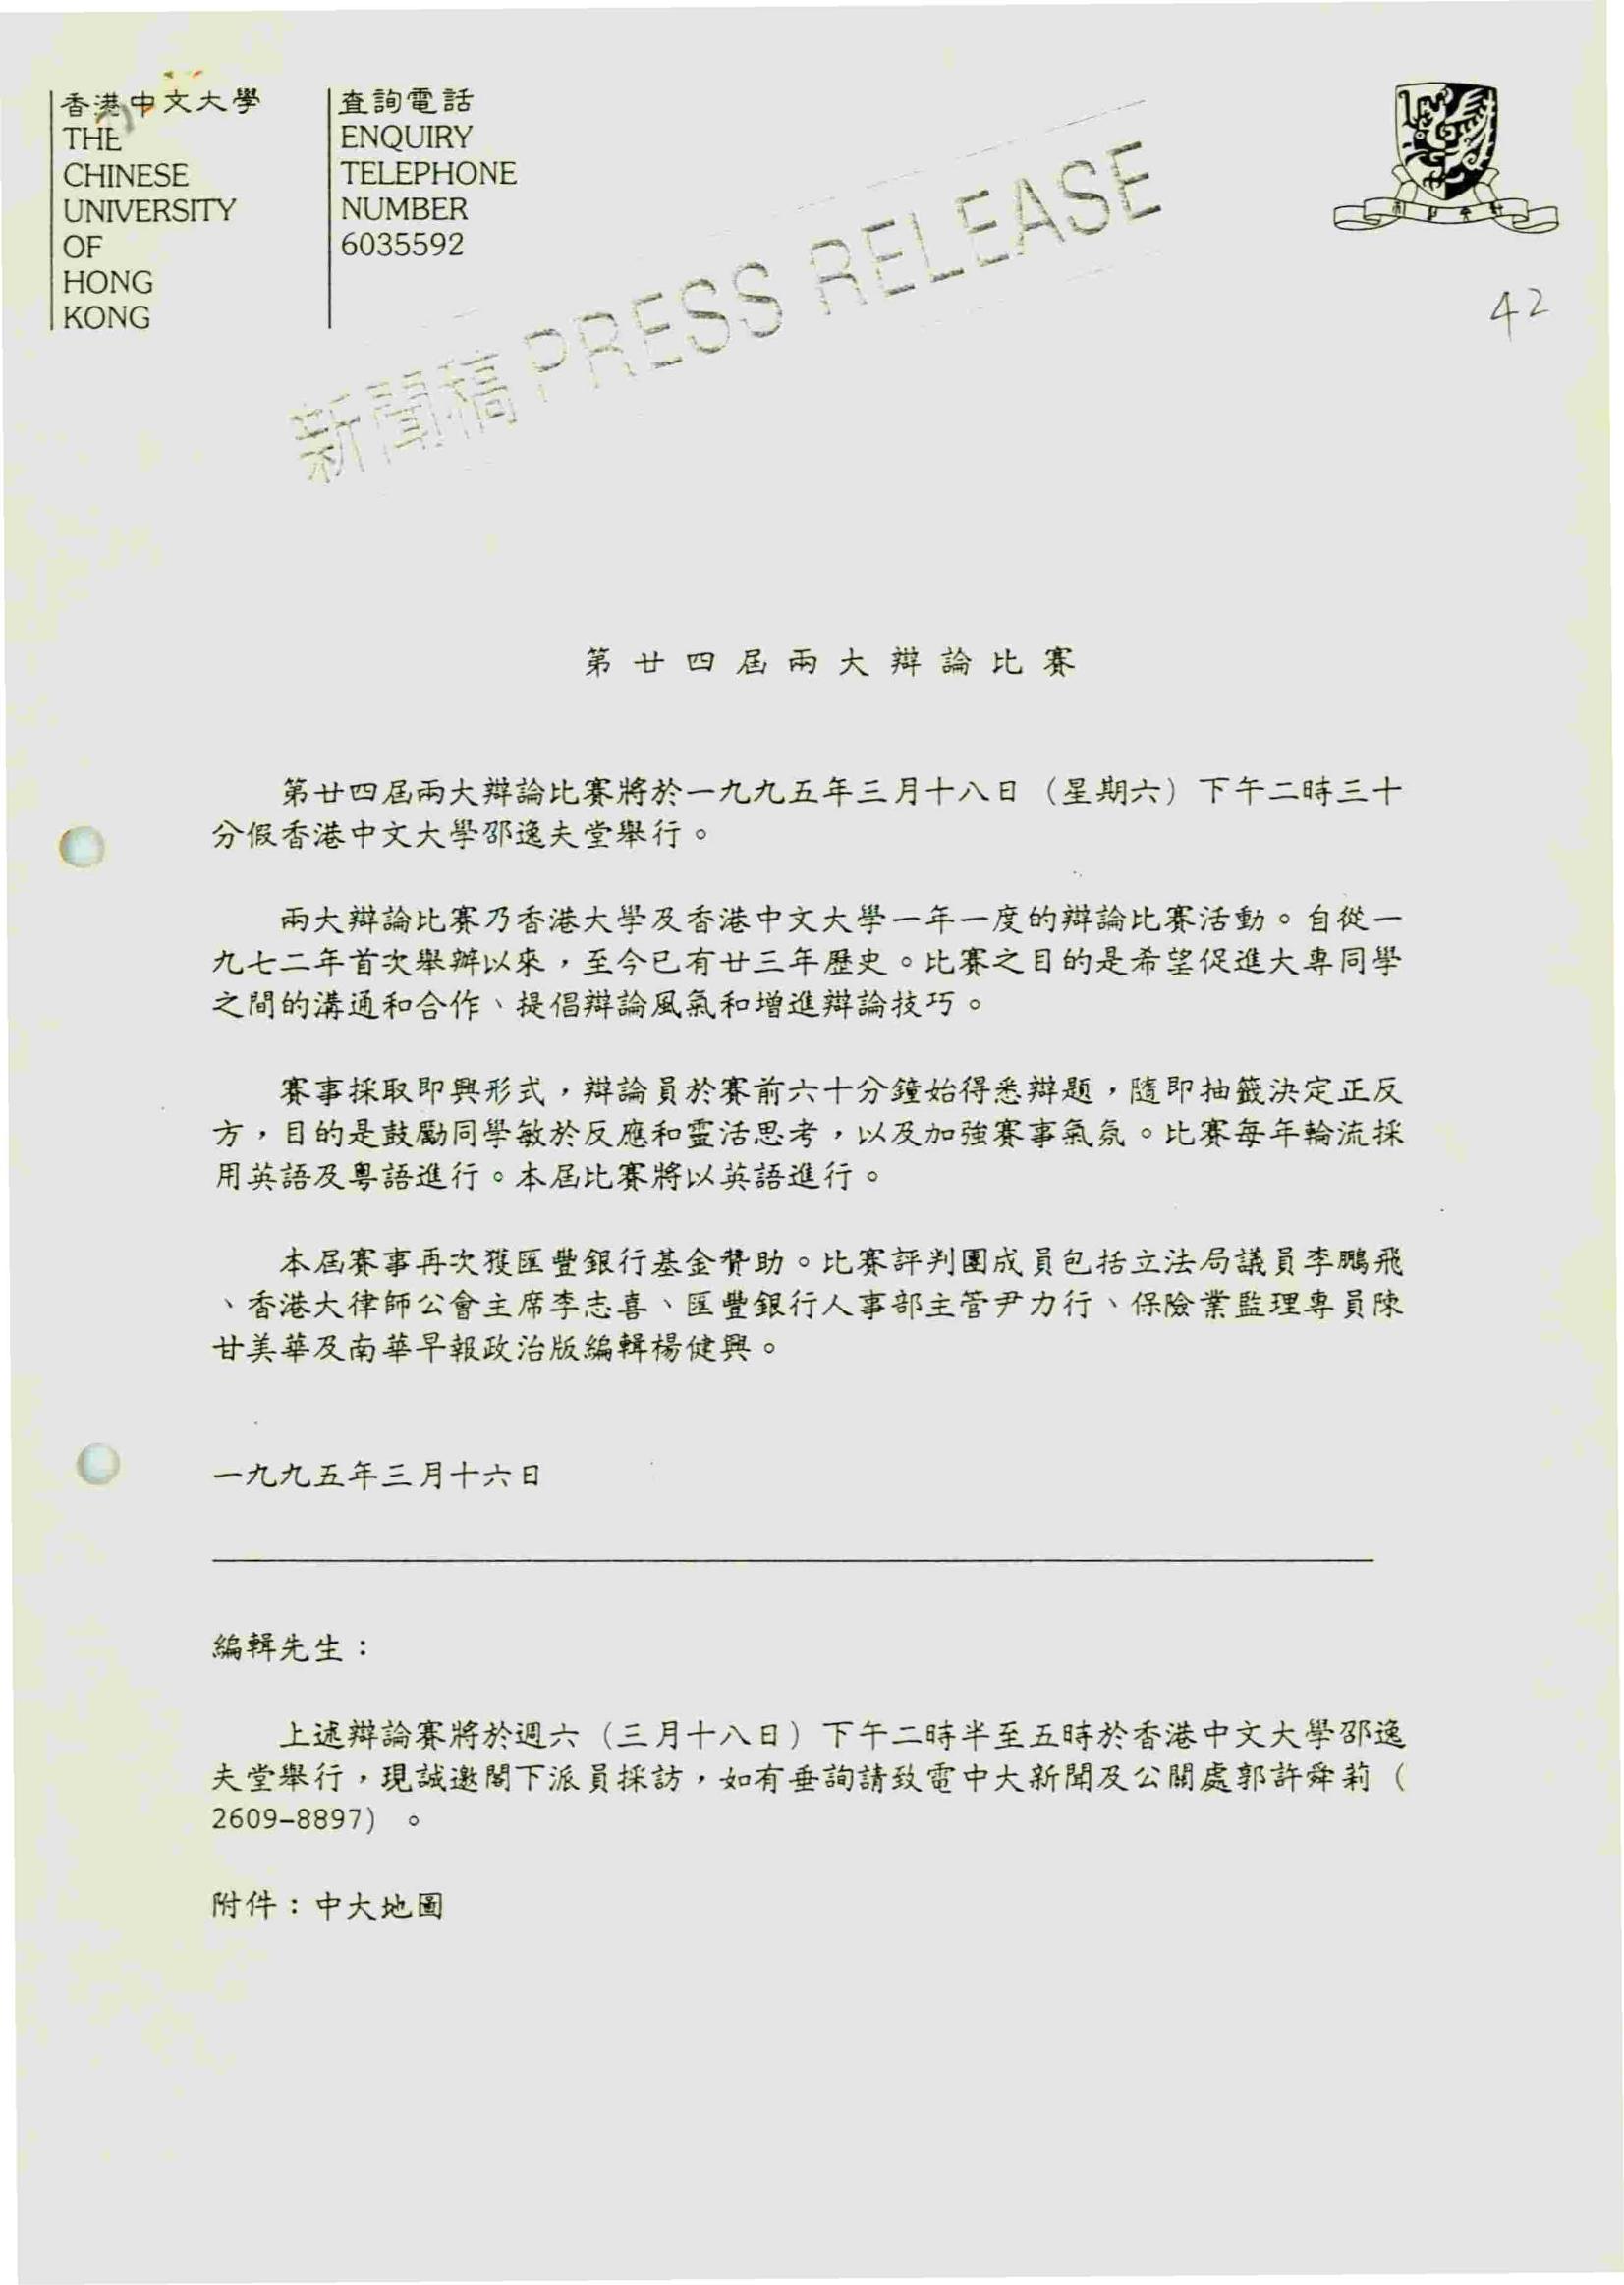 香港中文大學
THE
CHINESE
UNIVERSITY
OF
HONG
KONG
查詢電話
ENQUIRY
TELEPHONE
NUMBER
6035592
新聞稿 PRESS RELEASE
42
第廿四屆兩大辯論比賽
第廿四屆兩大辯論比賽將於一九九五年三月十八日（星期六）下午二時三十
分假香港中文大學邵逸夫堂舉行。
兩大辯論比賽乃香港大學及香港中文大學一年一度的辯論比賽活動。自從一
九七二年首次舉辦以來，至今已有廿三年歷史。比賽之目的是希望促進大專同學
之間的溝通和合作、提倡辯論風氣和增進辯論技巧。
賽事採取即興形式，辯論員於賽前六十分鐘始得悉辯題，隨即抽籤決定正反
方，目的是鼓勵同學敏於反應和靈活思考，以及加強賽事氣氛。比賽每年輪流採
用英語及粵語進行。本屆比賽將以英語進行。
本屆賽事再次獲匯豐銀行基金贊助。比賽評判團成員包括立法局議員李鵬飛
、香港大律師公會主席李志喜、匯豐銀行人事部主管尹力行、保險業監理專員陳
甘美華及南華早報政治版編輯楊健興。
一九九五年三月十六日
編輯先生：
上述辯論賽將於週六（三月十八日）下午二時半至五時於香港中文大學邵逸
夫堂舉行，現誠邀閣下派員採訪，如有垂詢請致電中大新聞及公關處郭許舜莉（
2609-8897）。
附件：中大地圖